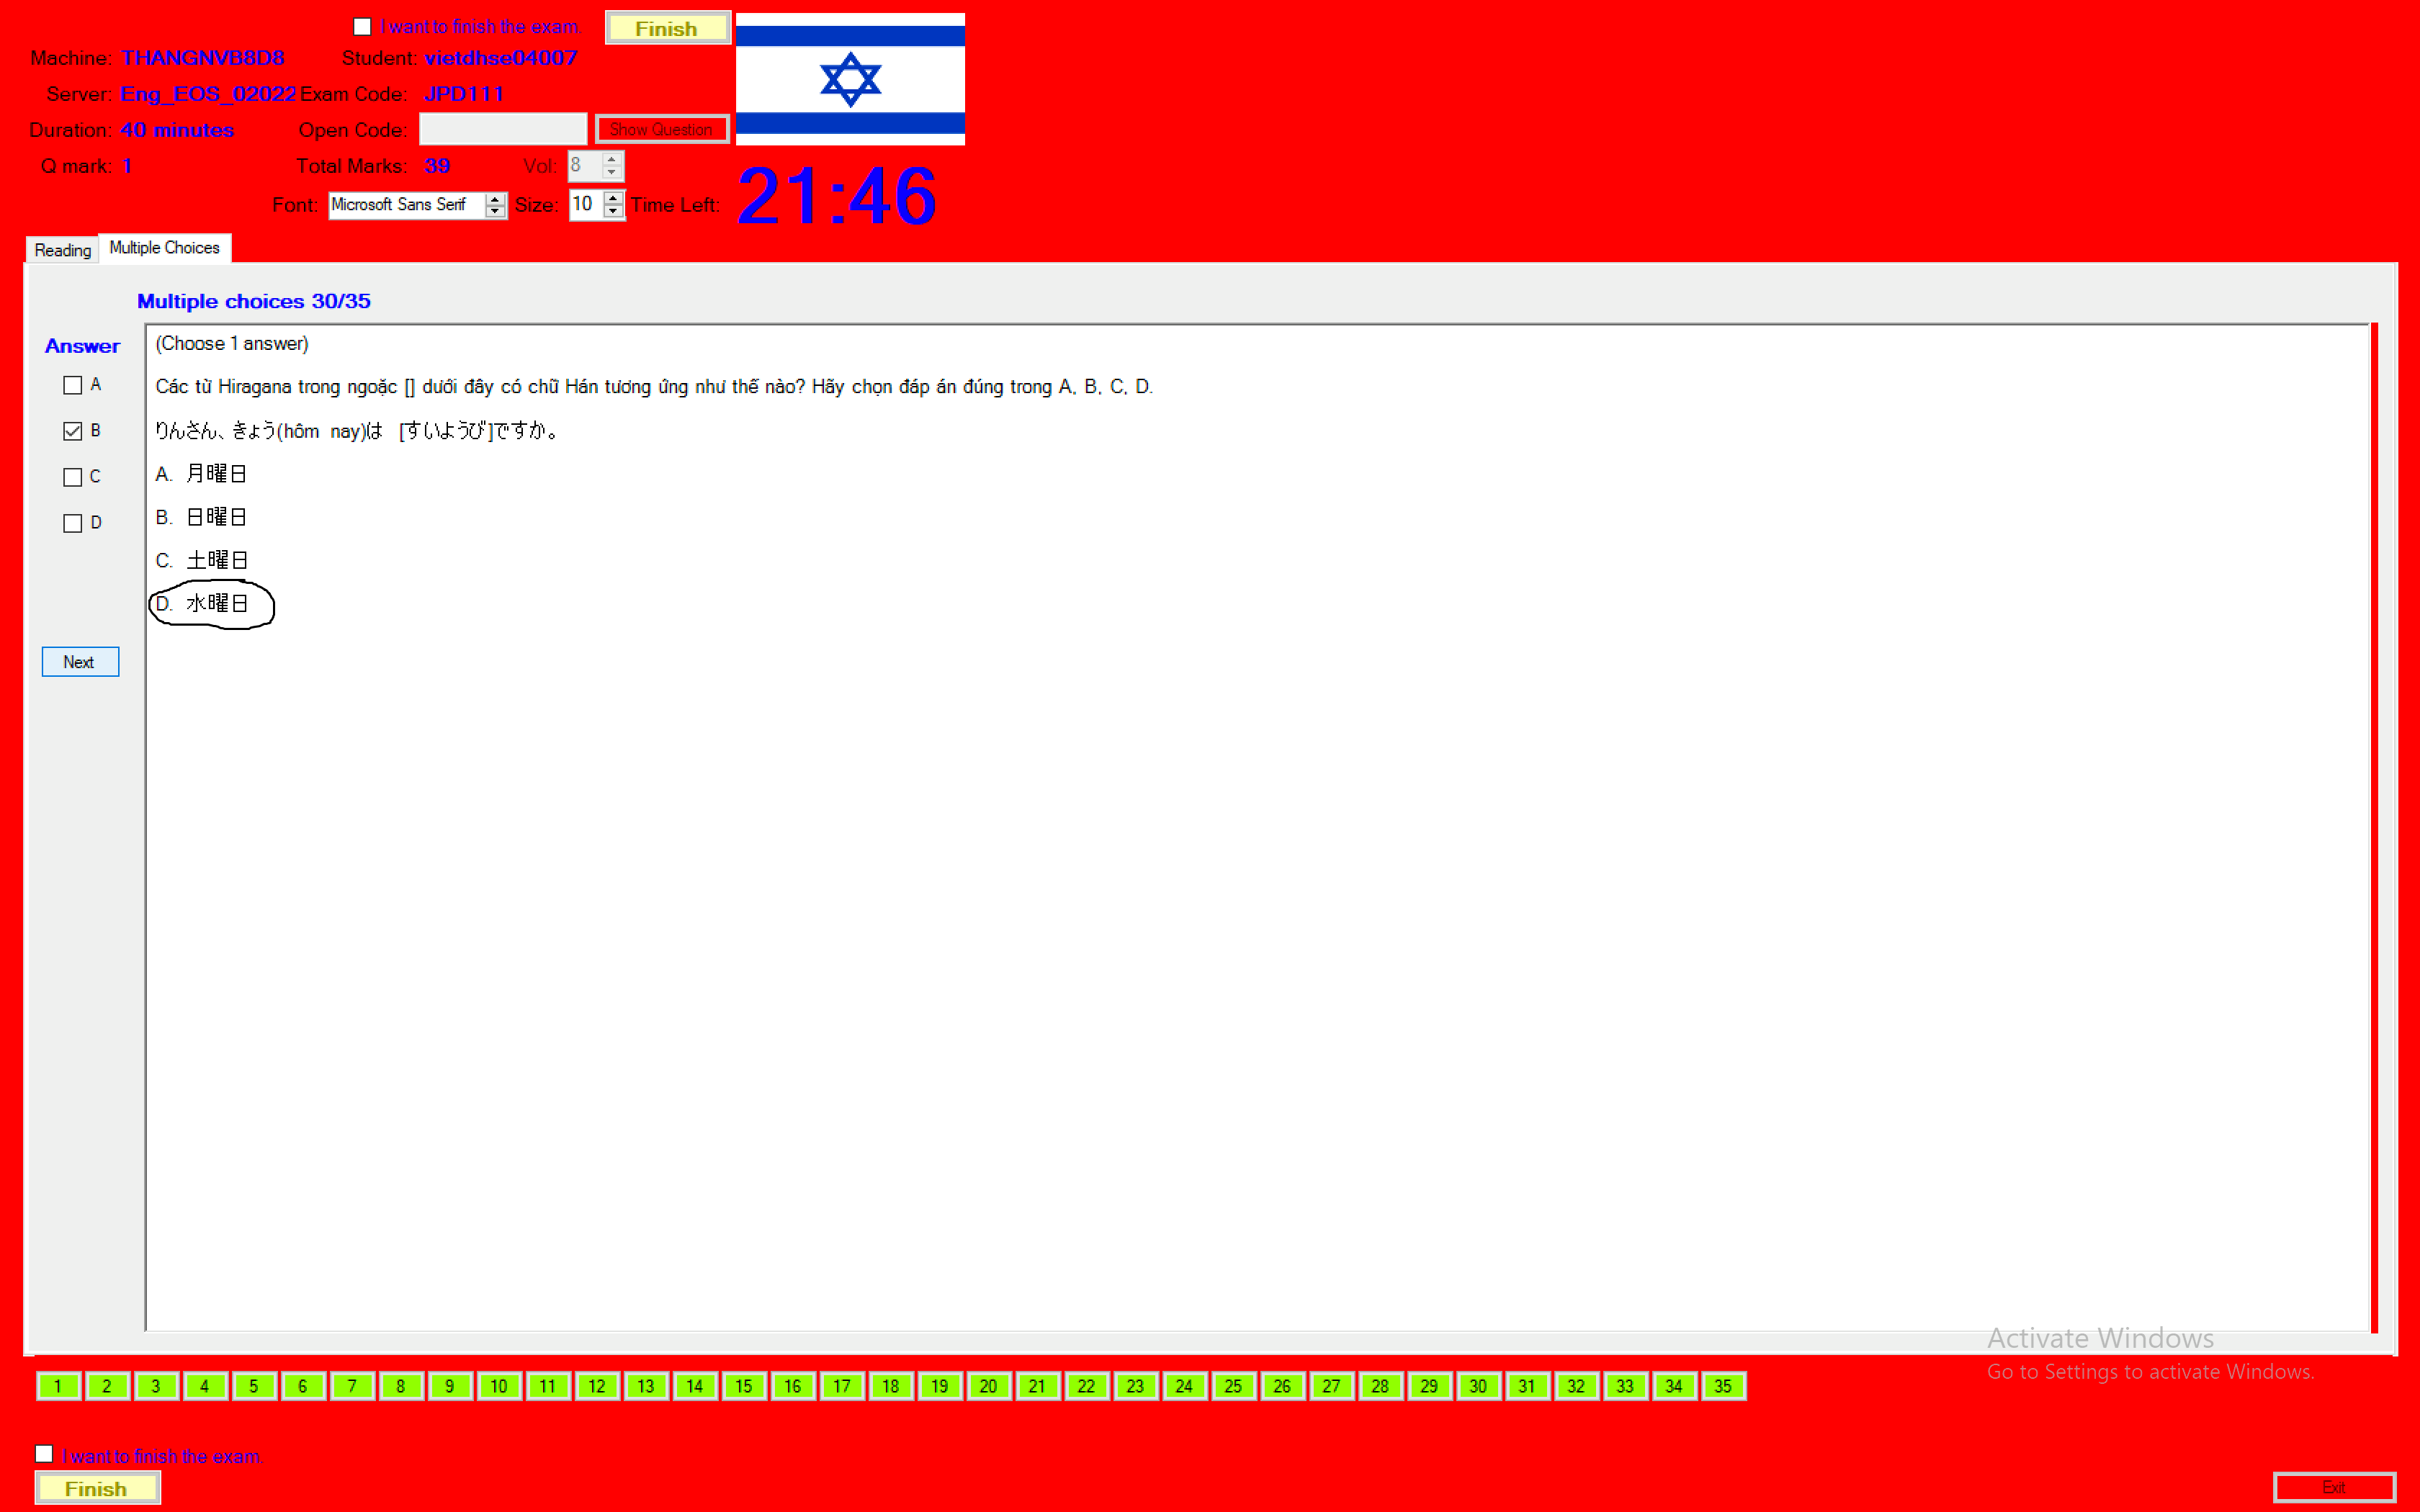 I want to finish the exam.
Finish
Machine: THANGNVB8D8 Student: vietdhse04007
Server: Eng_EOS_02022 Exam Code: JPD111
Duration: 40 minutes Open Code: Show Question
Q mark: 1 Total Marks: 39 Vol: 8
Font: Microsoft Sans Serif Size: 10 Time Left: 21:46
Reading Multiple Choices
Multiple choices 30/35
Answer
A
B
C
D
Next
(Choose 1 answer)
Các từ Hiragana trong ngoặc [] dưới đây có chữ Hán tương ứng như thế nào? Hãy chọn đáp án đúng trong A, B, C, D.
りんさん、きょう(hôm nay)は [すいようび]ですか。
A. 月曜日
B. 日曜日
C. 土曜日
D. 水曜日
Activate Windows
Go to Settings to activate Windows.
1 2 3 4 5 6 7 8 9 10 11 12 13 14 15 16 17 18 19 20 21 22 23 24 25 26 27 28 29 30 31 32 33 34 35
I want to finish the exam.
Finish
Exit